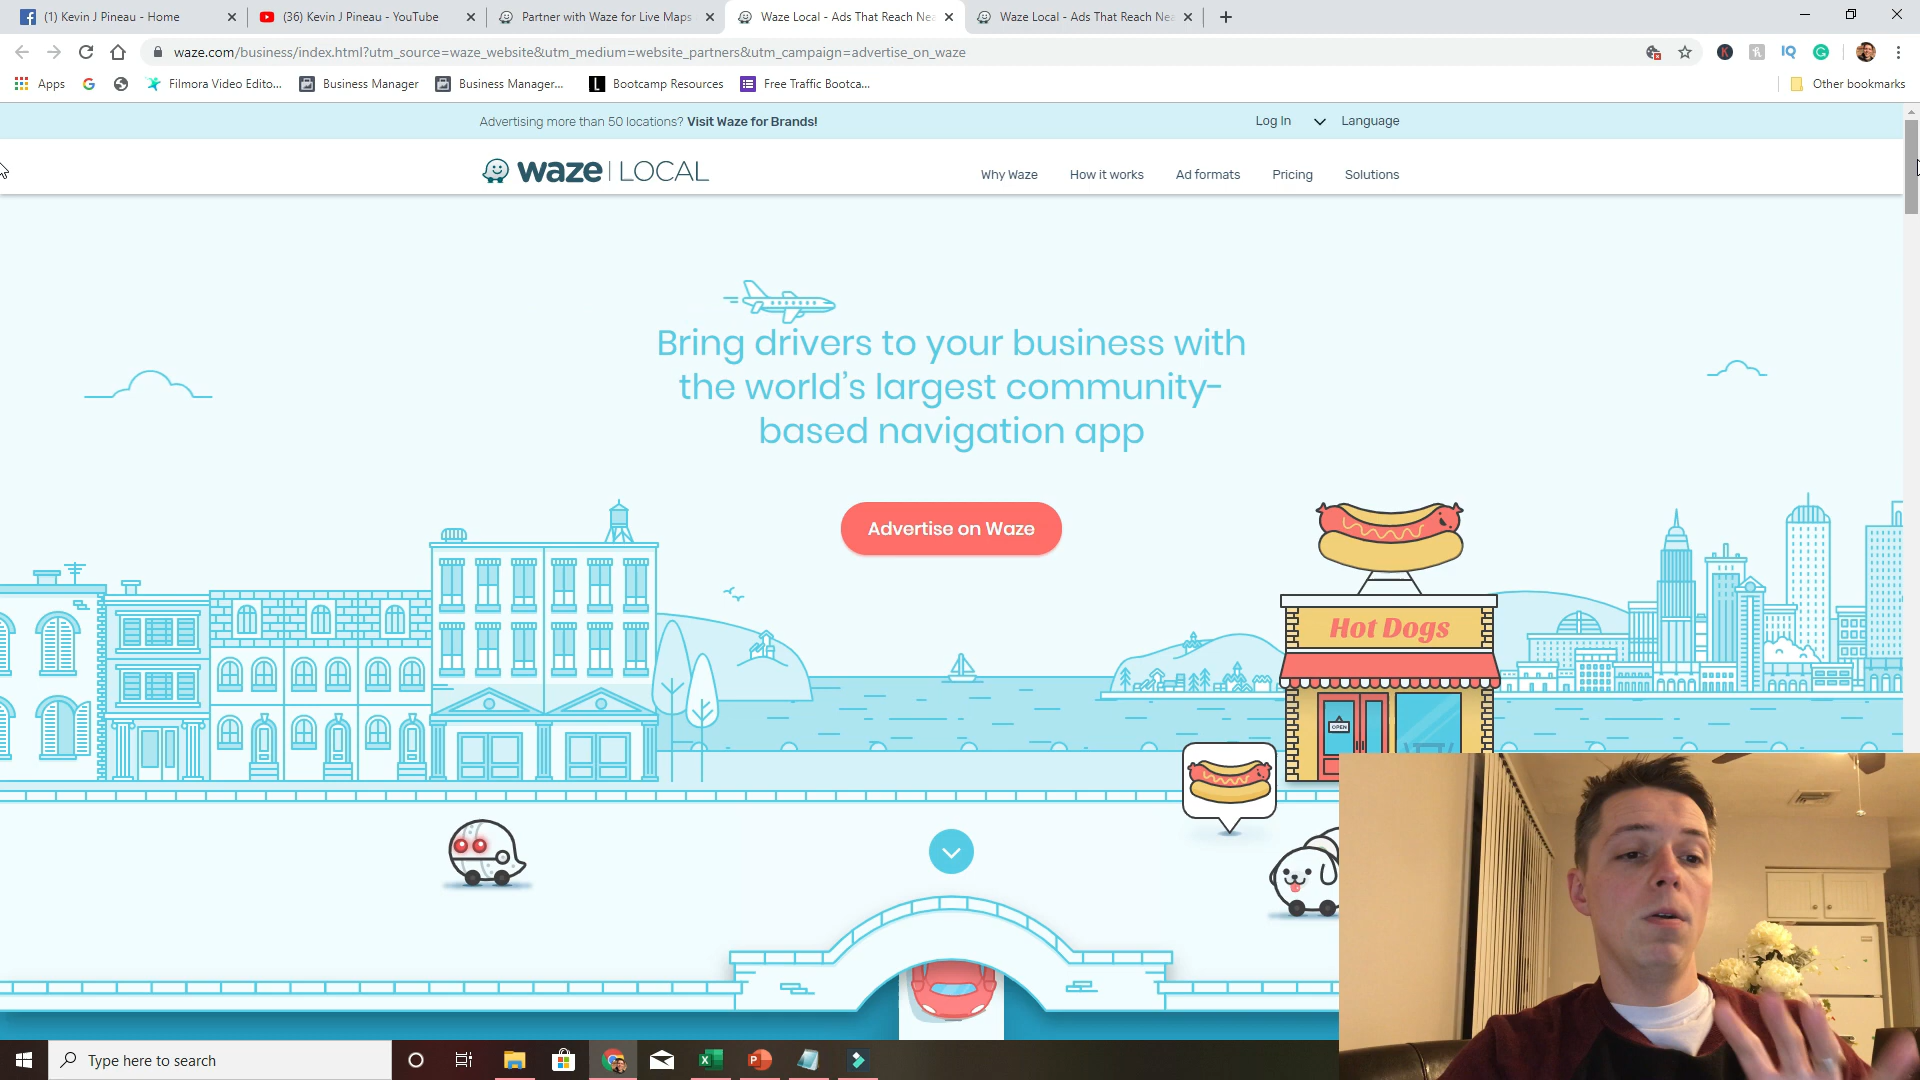 (1) Kevin J Pineau - Home
(36) Kevin J Pineau - YouTube
Partner with Waze for Live Maps
Waze Local - Ads That Reach Nea
Waze Local - Ads That Reach Nea
waze.com/business/index.html?utm_source=waze_website&utm_medium=website_partners&utm_campaign=advertise_on_waze
Apps
Filmora Video Edito...
Business Manager
Business Manager...
Bootcamp Resources
Free Traffic Bootca...
Other bookmarks
Advertising more than 50 locations? Visit Waze for Brands!
Log In
Language
waze | LOCAL
Why Waze
How it works
Ad formats
Pricing
Solutions
Bring drivers to your business with
the world's largest community-
based navigation app
Advertise on Waze
Hot Dogs
OPEN
Type here to search